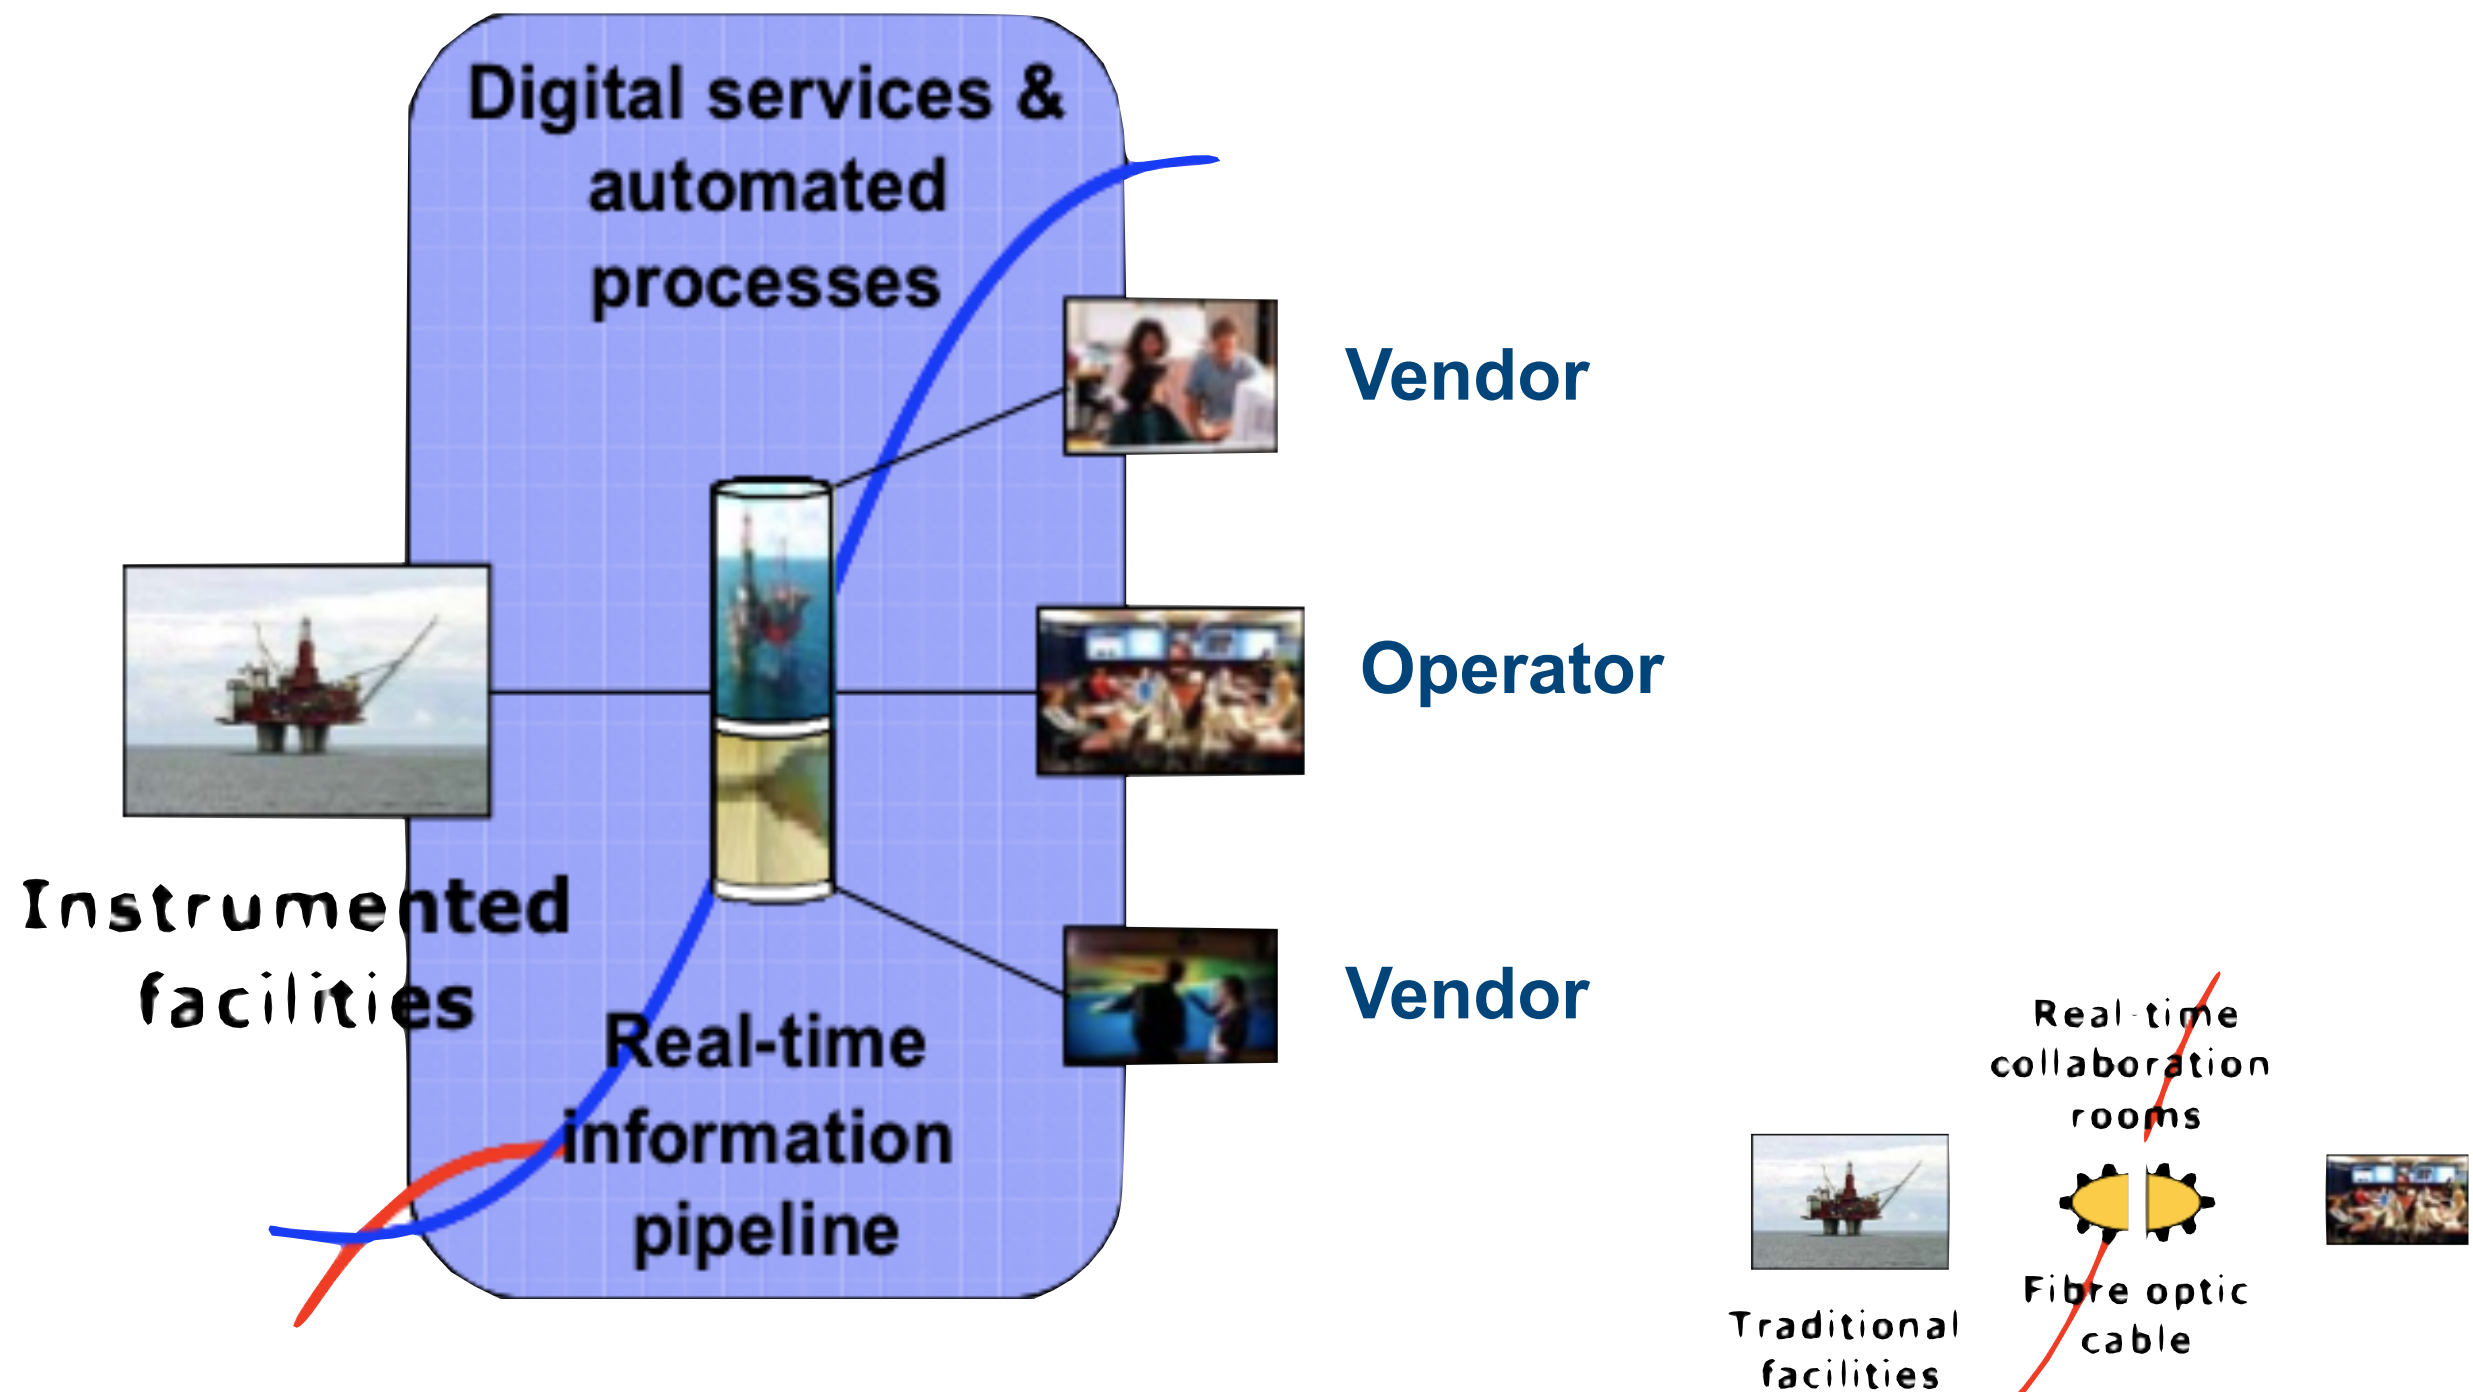 Digital services &
automated
processes
Vendor
Operator
Instrumented
facilities
Vendor
Real-time
information
pipeline
Real-time
collaboration
rooms
Fibre optic
cable
Traditional
facilities